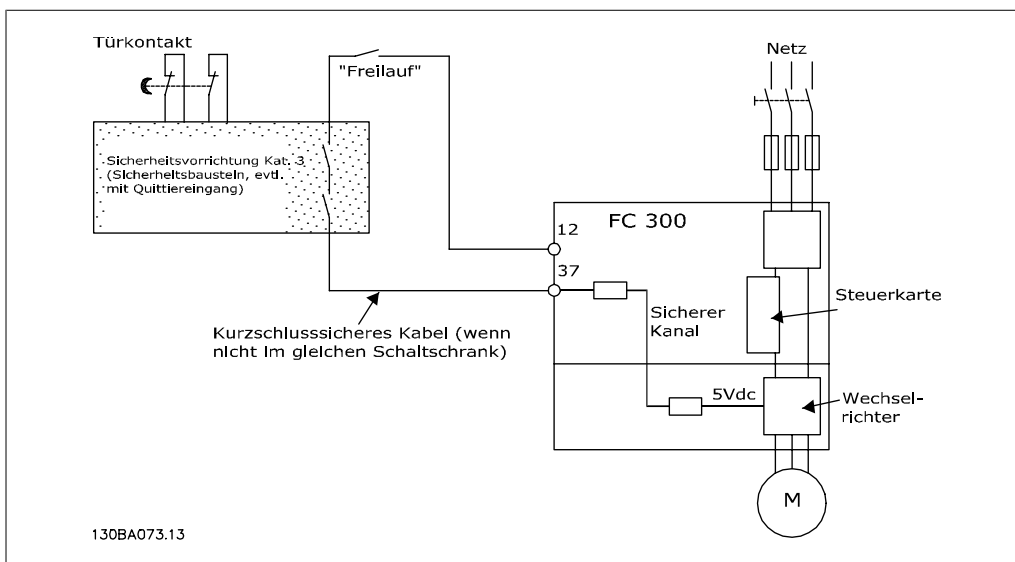 Türkontakt
"Freilauf"
Netz
Sicherheitsvorrichtung Kat. 3
(Sicherheitsbaustein, evtl.
mit Quittiereingang)
12
FC 300
37
Sicherer
Kanal
Steuerkarte
Kurzschlusssicheres Kabel (wenn
nicht im gleichen Schaltschrank)
5Vdc
Wechsel-
richter
M
130BA073.13